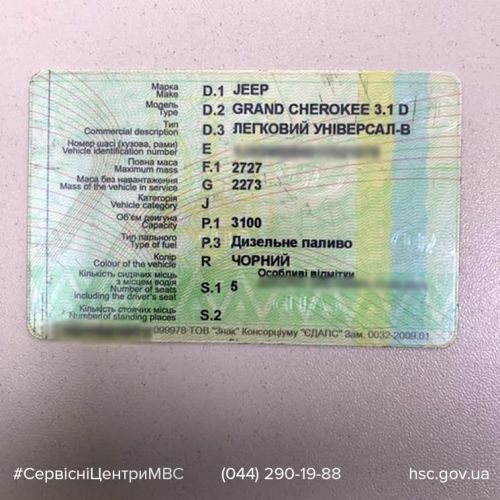 Марка
Make D.1 JEEP
Модель
Type D.2 GRAND CHEROKEE 3.1 D
Тип
Commercial description D.3 ЛЕГКОВИЙ УНІВЕРСАЛ-В
Номер шасі (кузова, рами)
Vehicle identification number E
Повна маса
Maximum mass F.1 2727
Маса без навантаження
Mass of the vehicle in service G 2273
Категорія
Vehicle category J
Об'єм двигуна
Capacity P.1 3100
Тип пального
Type of fuel P.3 Дизельне паливо
Колір
Colour of the vehicle R ЧОРНИЙ
Особливі відмітки
Кількість сидячих місць
з місцем водія
Number of seats S.1 5
including the driver's seat
Кількість стоячих місць
Number of standing places S.2
099978 ТОВ "Знак" Консорціуму "ЄДАПС" Зам. 0032-2009.01
#СервісніЦентриМВС (044) 290-19-88 hsc.gov.ua